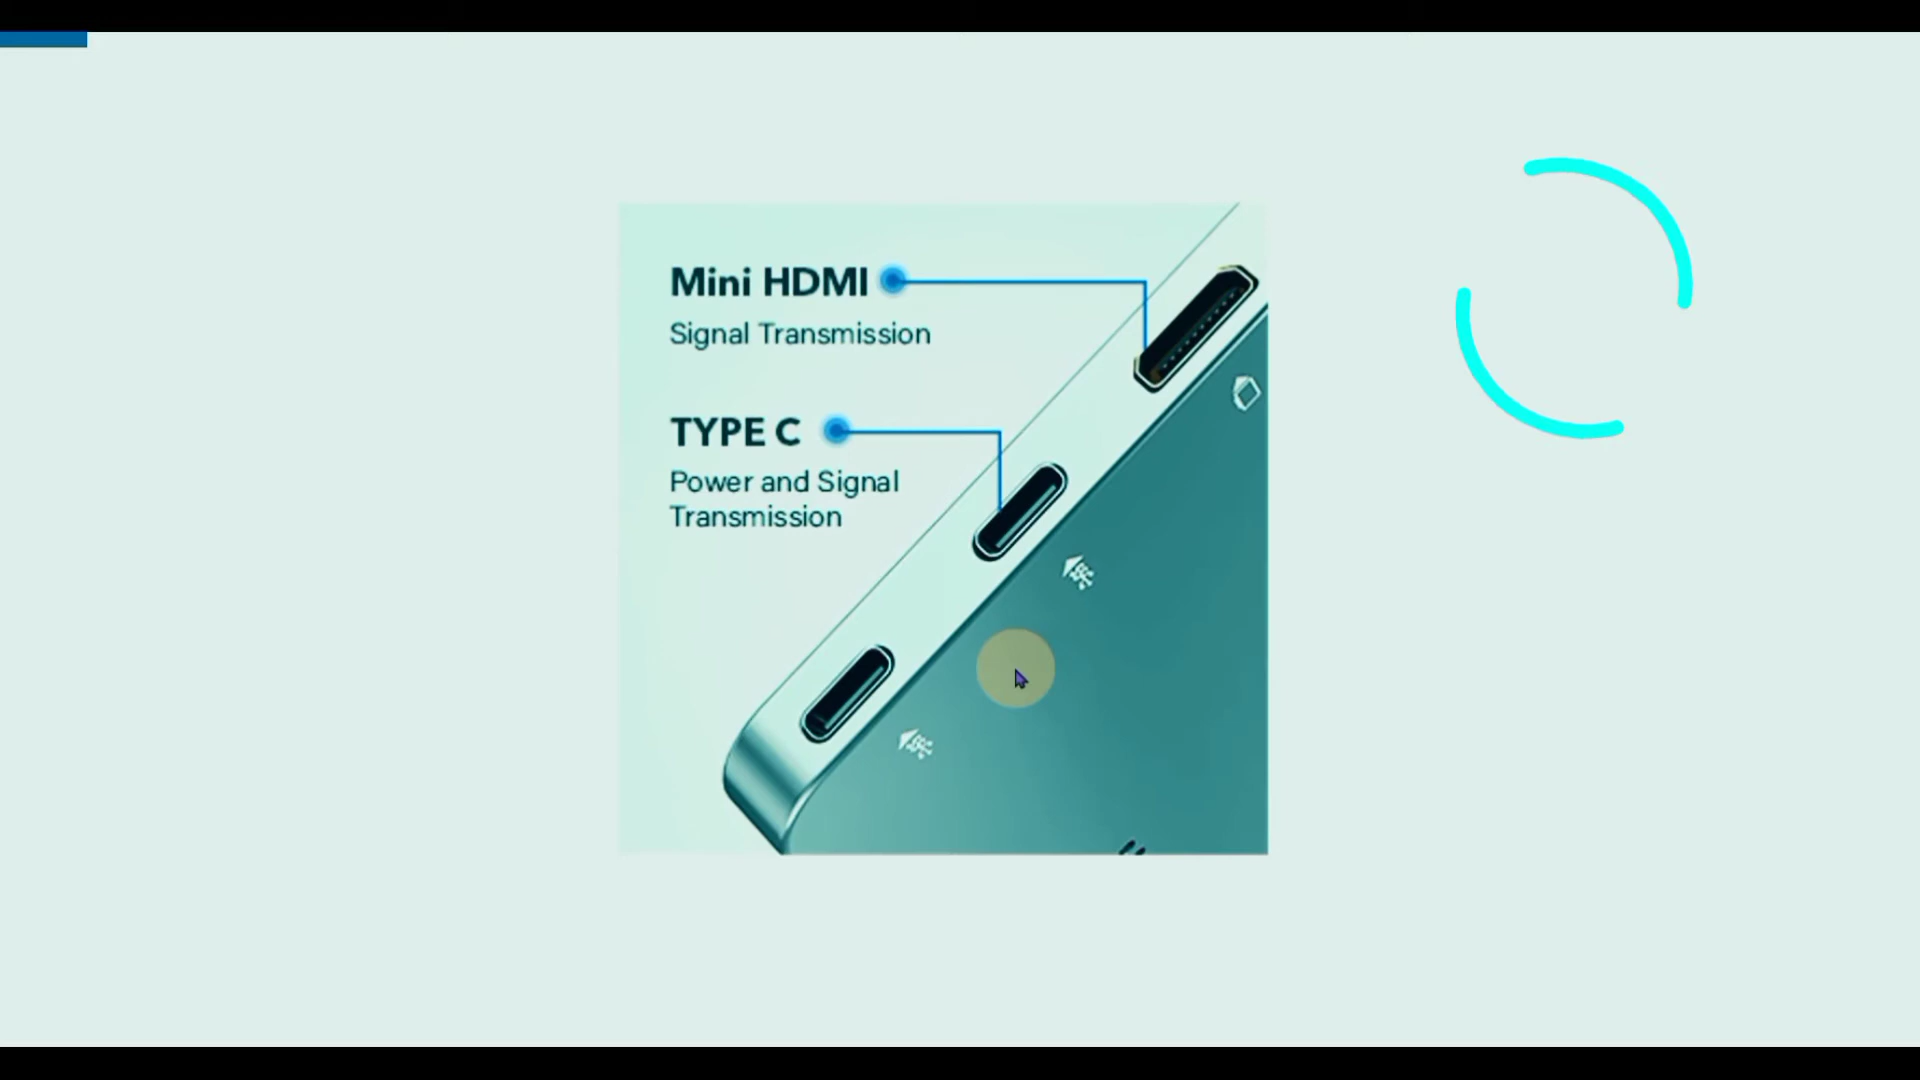 Mini HDMI
Signal Transmission
TYPE C
Power and Signal
Transmission